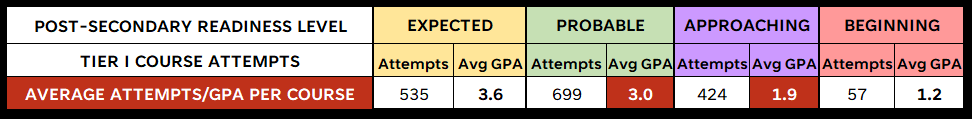 POST-SECONDARY READINESS LEVEL EXPECTED PROBABLE APPROACHING BEGINNING
TIER I COURSE ATTEMPTS Attempts Avg GPA Attempts Avg GPA Attempts Avg GPA Attempts Avg GPA
AVERAGE ATTEMPTS/GPA PER COURSE 535 3.6 699 3.0 424 1.9 57 1.2